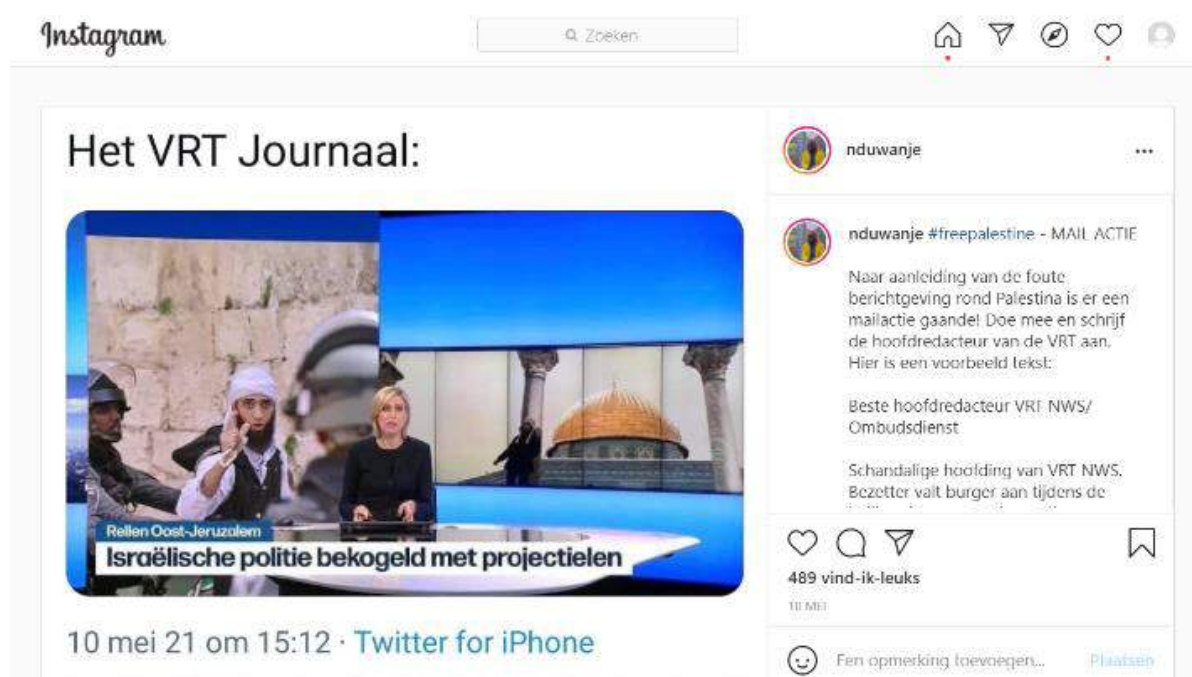 Instagram
Zoeken
Het VRT Journaal:
Rellen Oost-Jeruzalem
Israëlische politie bekogeld met projectielen
10 mei 21 om 15:12 · Twitter for iPhone
nduwanje
nduwanje #freepalestine - MAIL ACTIE
Naar aanleiding van de foute
berichtgeving rond Palestina is er een
mailactie gaande! Doe mee en schrijf
de hoofdredacteur van de VRT aan.
Hier is een voorbeeld tekst:
Beste hoofdredacteur VRT NWS/
Ombudsdienst
Schandalige hoofding van VRT NWS.
Bezetter valt burger aan tijdens de
489 vind-ik-leuks
10 MEI
Een opmerking toevoegen...
Plaatsen